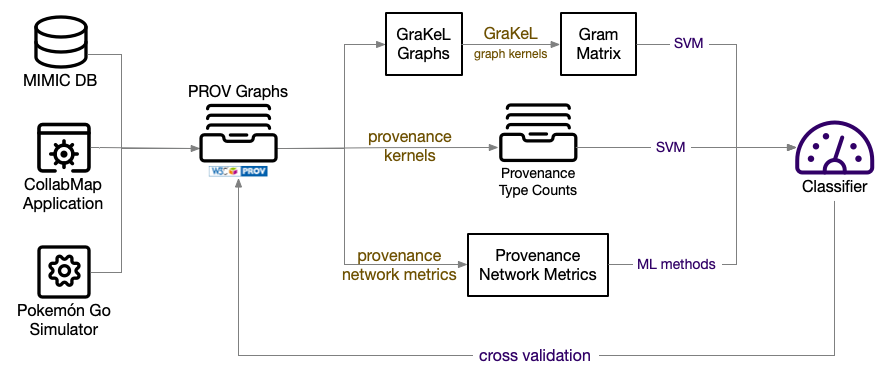 MIMIC DB
CollabMap
Application
Pokemón Go
Simulator
PROV Graphs
W3C PROV
GraKeL
Graphs
GraKeL
graph kernels
Gram
Matrix
SVM
provenance
kernels
Provenance
Type Counts
SVM
provenance
network metrics
Provenance
Network Metrics
ML methods
Classifier
cross validation